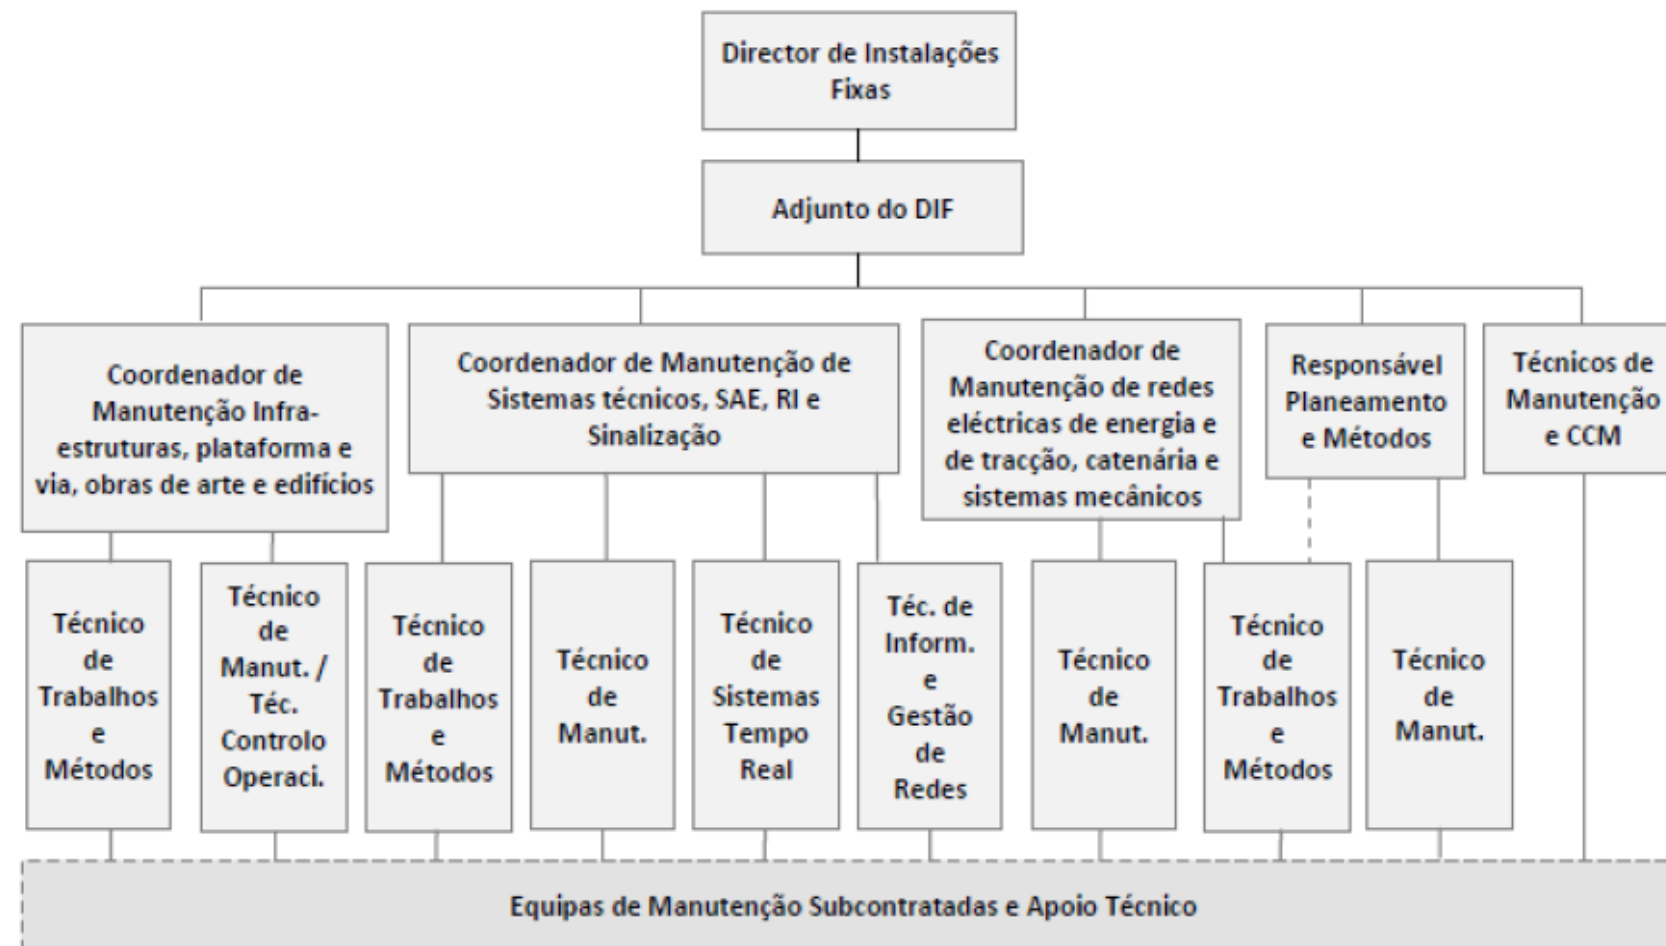 Director de Instalações
Fixas
Adjunto do DIF
Coordenador de
Manutenção Infra-
estruturas, plataforma e
via, obras de arte e edifícios
Coordenador de Manutenção de
Sistemas técnicos, SAE, RI e
Sinalização
Coordenador de
Manutenção de redes
eléctricas de energia e
de tracção, catenária e
sistemas mecânicos
Responsável
Planeamento
e Métodos
Técnicos de
Manutenção
e CCM
Técnico
de
Trabalhos
e
Métodos
Técnico
de
Manut. /
Téc.
Controlo
Operaci.
Técnico
de
Trabalhos
e
Métodos
Técnico
de
Manut.
Técnico
de
Sistemas
Tempo
Real
Téc. de
Inform.
e
Gestão
de
Redes
Técnico
de
Manut.
Técnico
de
Trabalhos
e
Métodos
Técnico
de
Manut.
Equipas de Manutenção Subcontratadas e Apoio Técnico